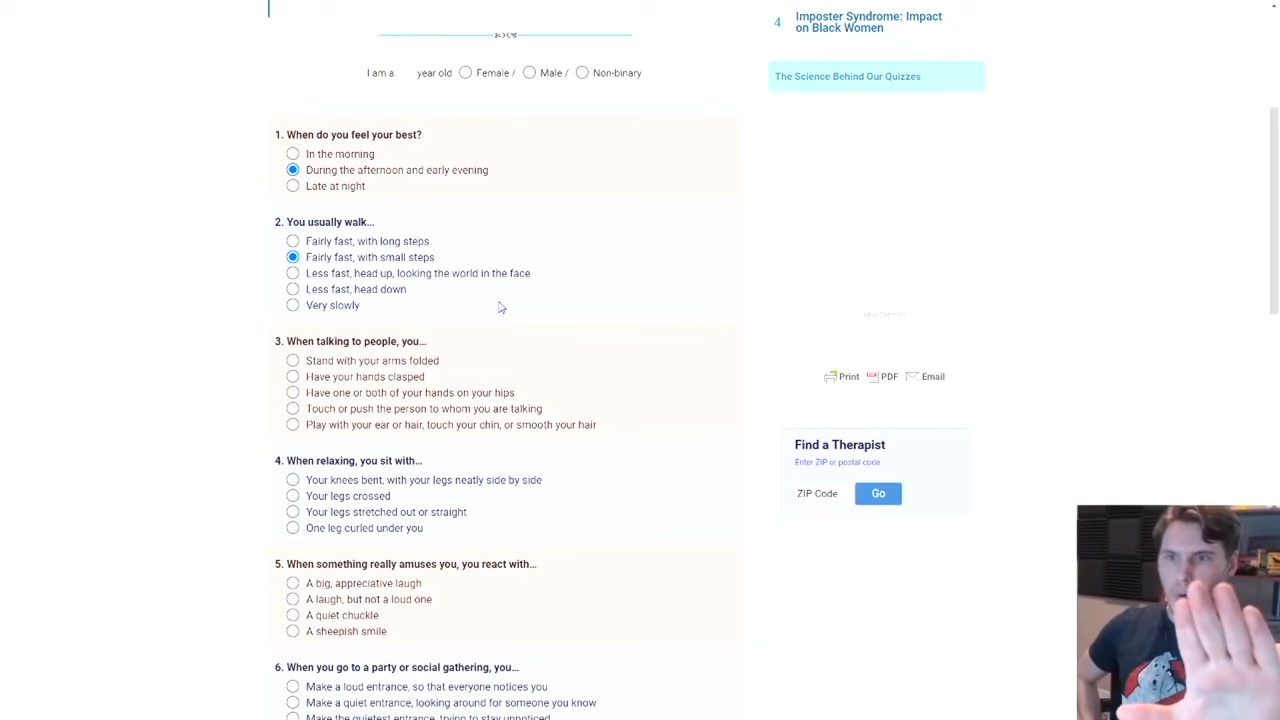 I am a year old Female / Male / Non-binary
1. When do you feel your best?
In the morning
During the afternoon and early evening
Late at night
2. You usually walk...
Fairly fast, with long steps
Fairly fast, with small steps
Less fast, head up, looking the world in the face
Less fast, head down
Very slowly
3. When talking to people, you...
Stand with your arms folded
Have your hands clasped
Have one or both of your hands on your hips
Touch or push the person to whom you are talking
Play with your ear or hair, touch your chin, or smooth your hair
4. When relaxing, you sit with...
Your knees bent, with your legs neatly side by side
Your legs crossed
Your legs stretched out or straight
One leg curled under you
5. When something really amuses you, you react with...
A big, appreciative laugh
A laugh, but not a loud one
A quiet chuckle
A sheepish smile
6. When you go to a party or social gathering, you...
Make a loud entrance, so that everyone notices you
Make a quiet entrance, looking around for someone you know
Make the quietest entrance, trying to stay unnoticed
4 Imposter Syndrome: Impact
on Black Women
The Science Behind Our Quizzes
Print PDF Email
Find a Therapist
Enter ZIP or postal code
ZIP Code Go